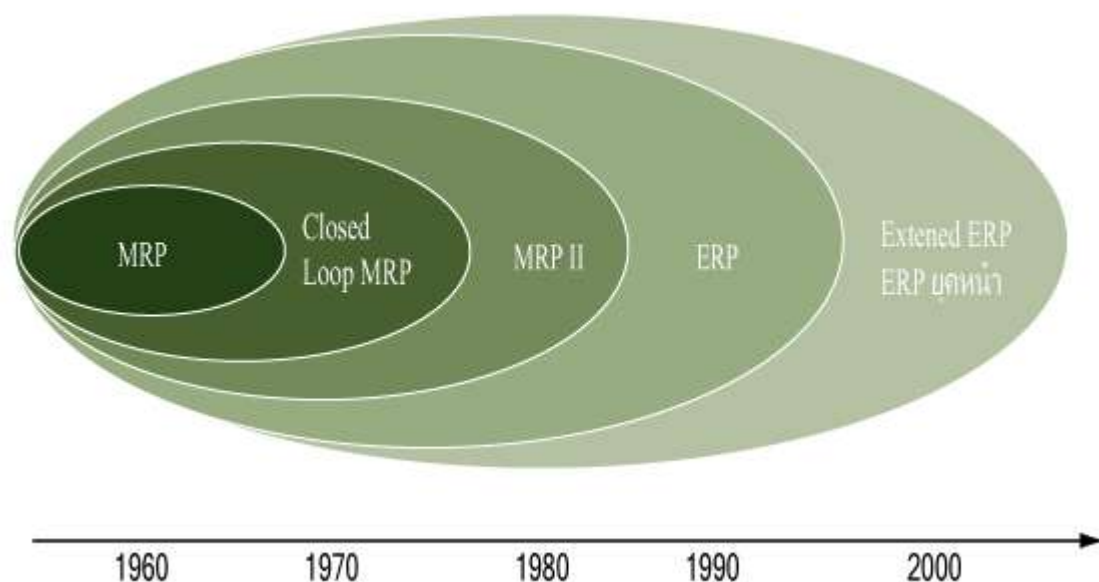 MRP
Closed
Loop MRP
MRP II
ERP
Extened ERP
ERP ยุคหน้า
1960
1970
1980
1990
2000